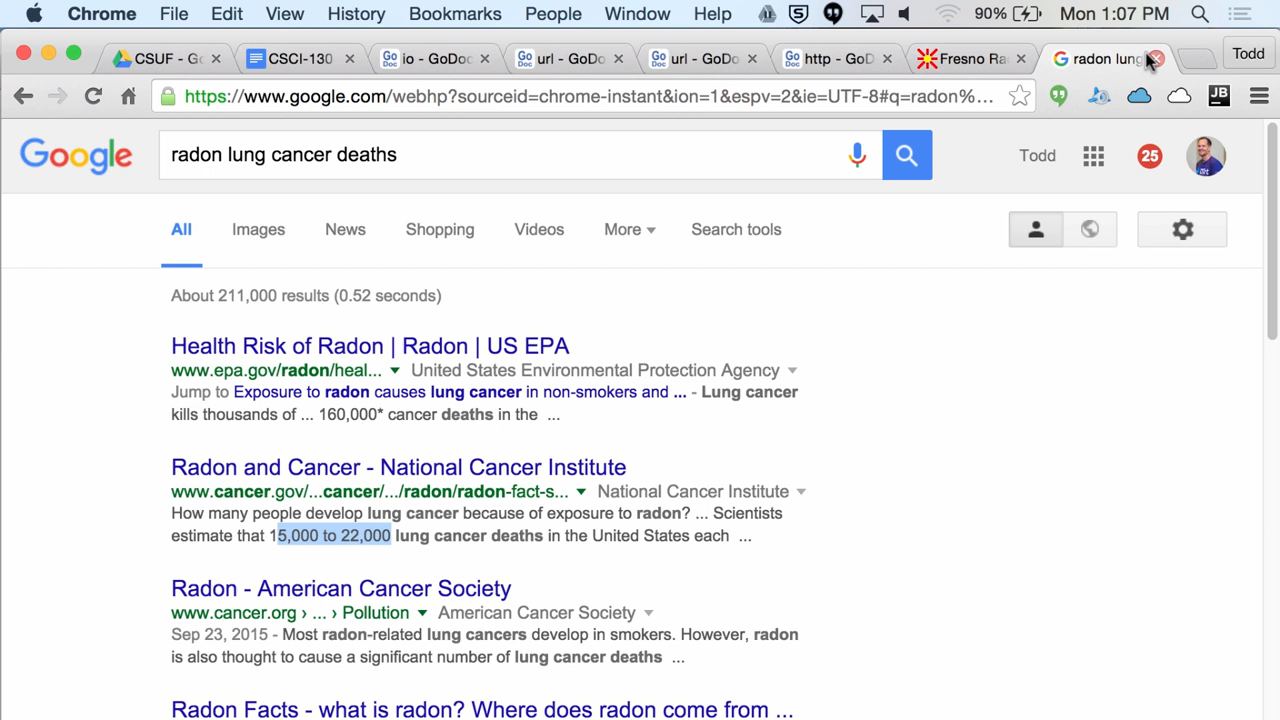 Chrome File Edit View History Bookmarks People Window Help 90% Mon 1:07 PM
CSUF - G CSCI-130 GO DOC io - GoDo GO DOC url - GoD GO DOC url - GoDo GO DOC http - GoD Fresno Ra radon lung Todd
https://www.google.com/webhp?sourceid=chrome-instant&ion=1&espv=2&ie=UTF-8#q=radon%... JB
Google radon lung cancer deaths Todd 25
All Images News Shopping Videos More Search tools
About 211,000 results (0.52 seconds)
Health Risk of Radon | Radon | US EPA
www.epa.gov/radon/heal... United States Environmental Protection Agency
Jump to Exposure to radon causes lung cancer in non-smokers and ... - Lung cancer
kills thousands of ... 160,000* cancer deaths in the ...
Radon and Cancer - National Cancer Institute
www.cancer.gov/...cancer/.../radon/radon-fact-s... National Cancer Institute
How many people develop lung cancer because of exposure to radon? ... Scientists
estimate that 15,000 to 22,000 lung cancer deaths in the United States each ...
Radon - American Cancer Society
www.cancer.org › ... › Pollution American Cancer Society
Sep 23, 2015 - Most radon-related lung cancers develop in smokers. However, radon
is also thought to cause a significant number of lung cancer deaths ...
Radon Facts - what is radon? Where does radon come from ...